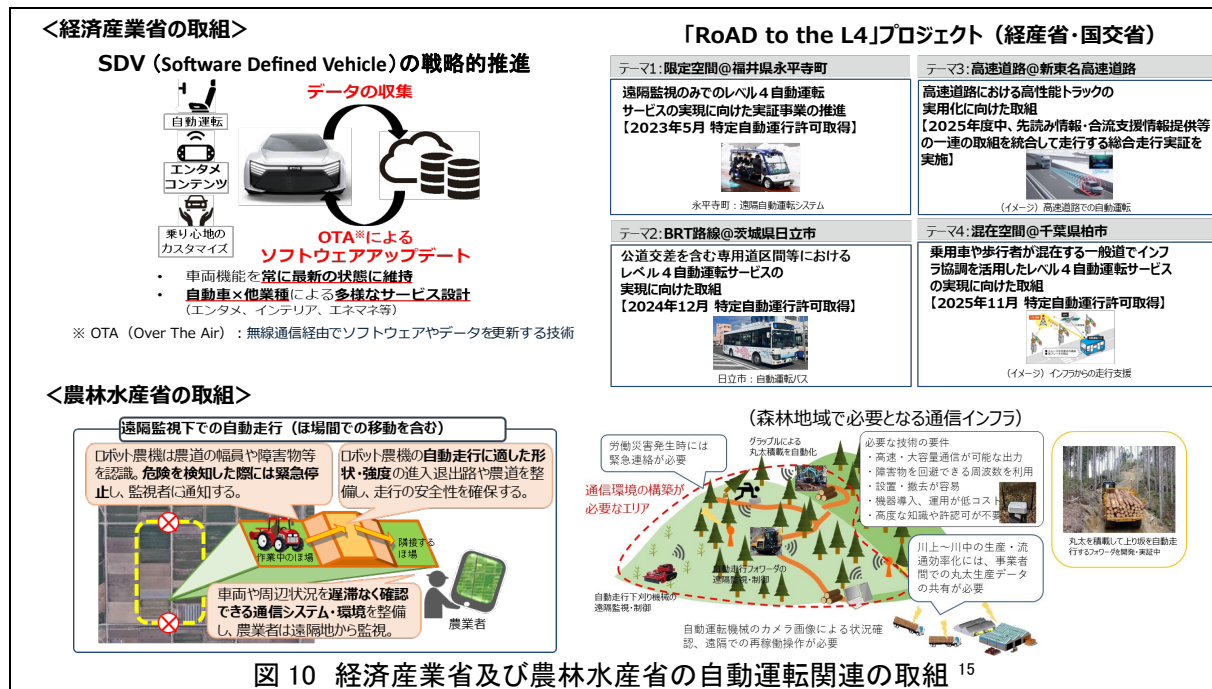 ＜経済産業省の取組＞
SDV（Software Defined Vehicle）の戦略的推進
データの収集
自動運転
エンタメ
コンテンツ
乗り心地の
カスタマイズ
OTA※による
ソフトウェアアップデート
• 車両機能を常に最新の状態に維持
• 自動車×他業種による多様なサービス設計
（エンタメ、インテリア、エネマネ等）
※ OTA（Over The Air）：無線通信経由でソフトウェアやデータを更新する技術
「RoAD to the L4」プロジェクト（経産省・国交省）
テーマ1:限定空間@福井県永平寺町
遠隔監視のみでのレベル４自動運転
サービスの実現に向けた実証事業の推進
【2023年5月 特定自動運行許可取得】
永平寺町：遠隔自動運転システム
テーマ3:高速道路@新東名高速道路
高速道路における高性能トラックの
実用化に向けた取組
【2025年度中、先読み情報・合流支援情報提供等
の一連の取組を統合して走行する総合走行実証を
実施】
（イメージ）高速道路での自動運転
テーマ2:BRT路線@茨城県日立市
公道交差を含む専用道区間等における
レベル４自動運転サービスの
実現に向けた取組
【2024年12月 特定自動運行許可取得】
日立市：自動運転バス
テーマ4:混在空間@千葉県柏市
乗用車や歩行者が混在する一般道でインフ
ラ協調を活用したレベル４自動運転サービス
の実現に向けた取組
【2025年11月 特定自動運行許可取得】
（イメージ）インフラからの走行支援
＜農林水産省の取組＞
遠隔監視下での自動走行（ほ場間での移動を含む）
ロボット農機は農道の幅員や障害物等
を認識。危険を検知した際には緊急停
止し、監視者に通知する。
ロボット農機の自動走行に適した形
状・強度の進入退出路や農道を整
備し、走行の安全性を確保する。
作業中のほ場
隣接する
ほ場
車両や周辺状況を遅滞なく確認
できる通信システム・環境を整備
し、農業者は遠隔地から監視。
農業者
（森林地域で必要となる通信インフラ）
労働災害発生時には
緊急連絡が必要
グラップルによる
丸太積載を自動化
必要な技術の要件
・高速・大容量通信が可能な出力
・障害物を回避できる周波数を利用
・設置・撤去が容易
・機器導入、運用が低コスト
・高度な知識や許認可が不要
通信環境の構築が
必要なエリア
丸太を積載して上り坂を自動走
行するフォワーダを開発・実証中
自動走行フォワーダの
遠隔監視・制御
川上～川中の生産・流
通効率化には、事業者
間での丸太生産データ
の共有が必要
自動走行下刈り機械の
遠隔監視・制御
自動運転機械のカメラ画像による状況確
認、遠隔での再稼働操作が必要
図 10 経済産業省及び農林水産省の自動運転関連の取組 15